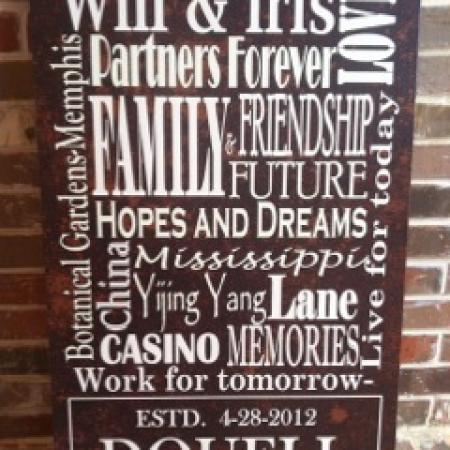 Will & Iris
LOVE
Partners Forever
FAMILY
& FRIENDSHIP
FUTURE
HOPES AND DREAMS
Mississippi
Botanical Gardens-Memphis
China
Yijing Yang Lane
CASINO MEMORIES
Live for today
Work for tomorrow-
ESTD. 4-28-2012